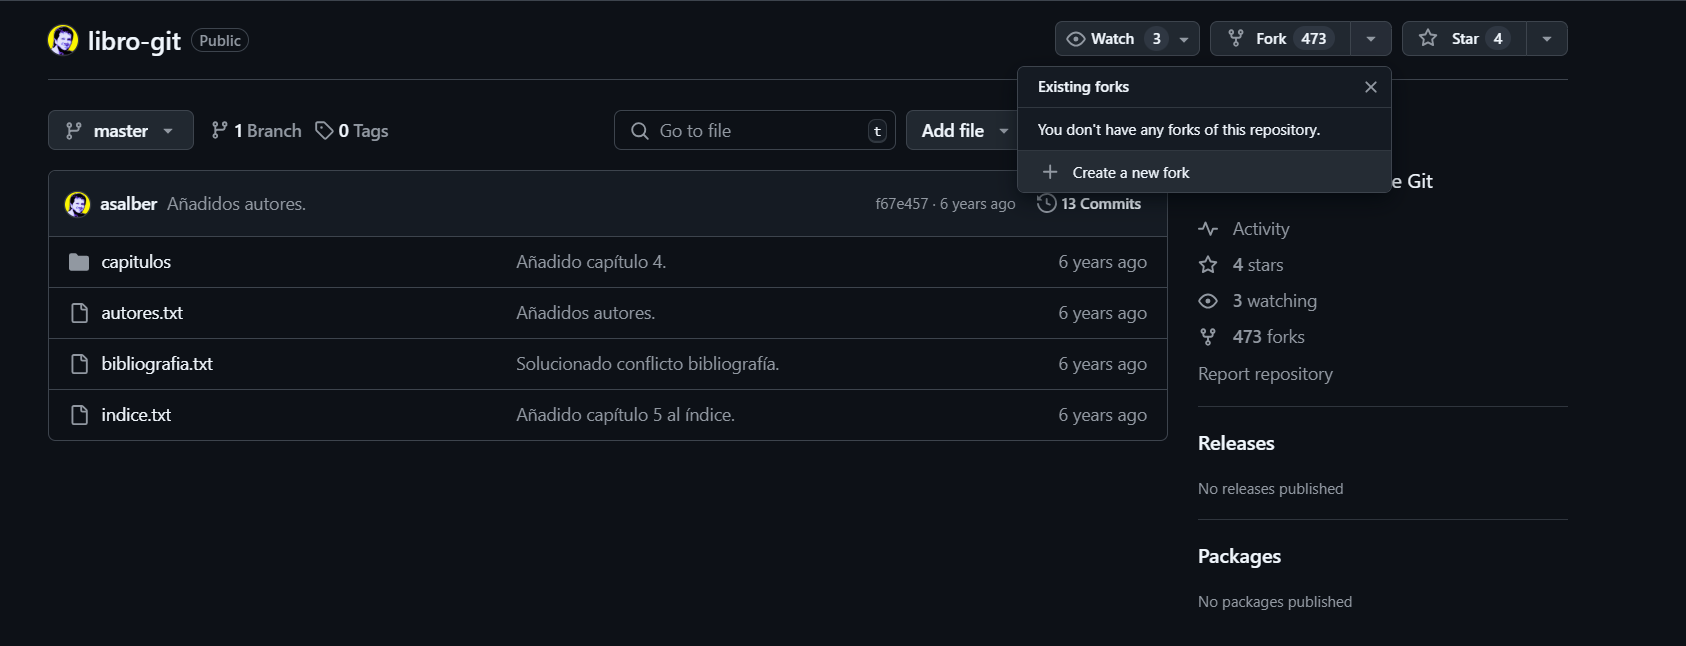 libro-git Public
Watch 3
Fork 473
Star 4
Existing forks
You don't have any forks of this repository.
Create a new fork
master
1 Branch
0 Tags
Go to file t
Add file
e Git
asalber Añadidos autores.
f67e457 · 6 years ago
13 Commits
capitulos Añadido capítulo 4. 6 years ago
autores.txt Añadidos autores. 6 years ago
bibliografia.txt Solucionado conflicto bibliografía. 6 years ago
indice.txt Añadido capítulo 5 al índice. 6 years ago
Activity
4 stars
3 watching
473 forks
Report repository
Releases
No releases published
Packages
No packages published